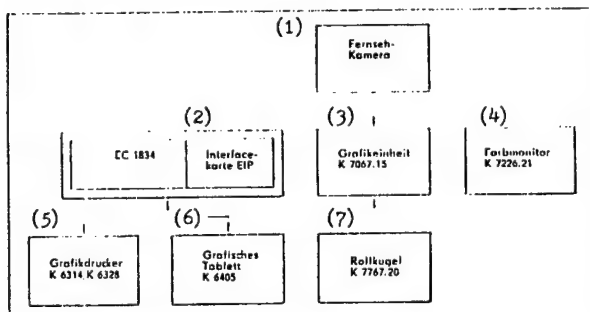 (1)
Fernseh-
Kamera
(2)
(3)
(4)
EC 1834
Interface-
karte EIP
Grafikeinheit
K 7067.15
Farbmonitor
K 7226.21
(5)
(6)
(7)
Grafikdrucker
K 6314, K 6328
Grafisches
Tablett
K 6405
Rollkugel
K 7767.20